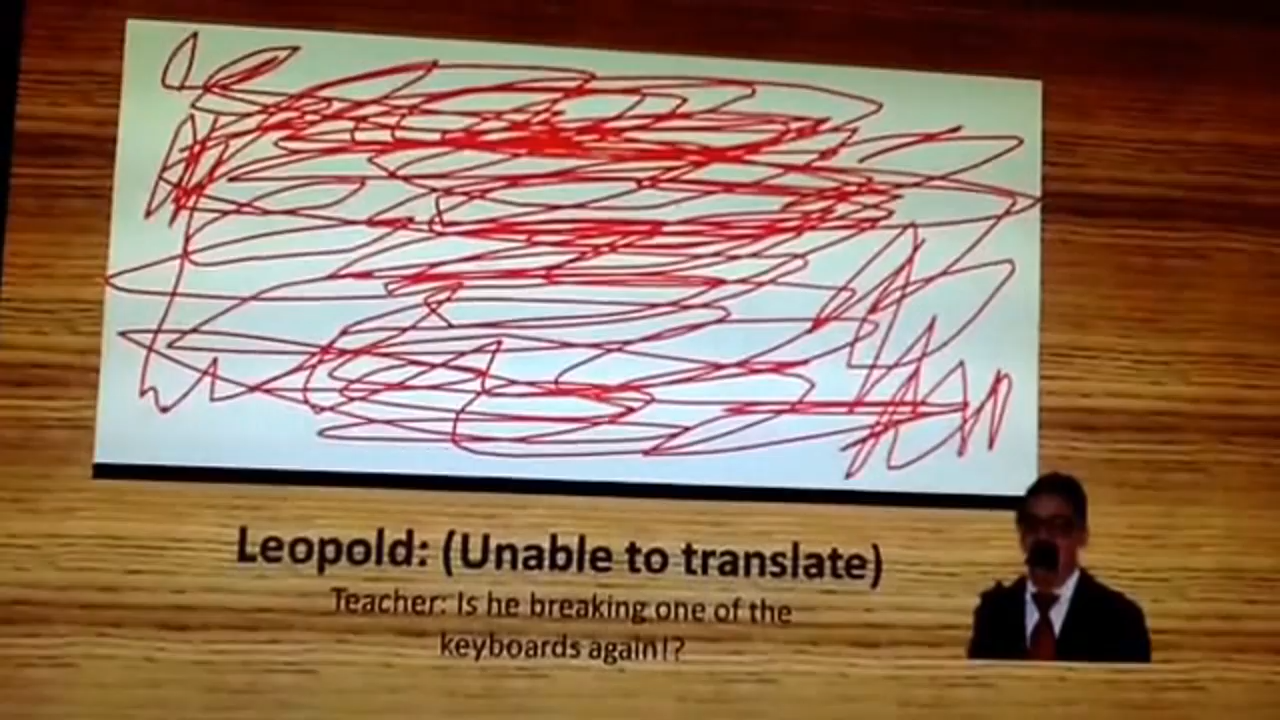 Leopold: (Unable to translate)
Teacher: Is he breaking one of the
keyboards again!?